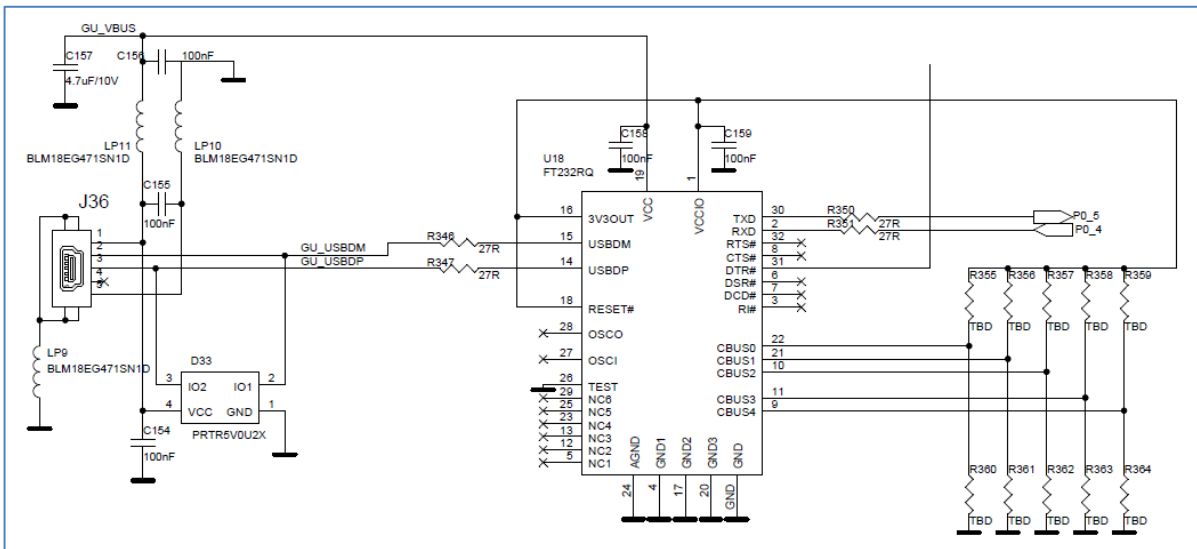 GU_VBUS
C157
4.7uF/10V
C156
100nF
LP11
BLM18EG471SN1D
LP10
BLM18EG471SN1D
C155
100nF
J36
1
2
3
4
5
GU_USBDM
GU_USBDP
R346
27R
R347
27R
LP9
BLM18EG471SN1D
D33
3 IO2 IO1 2
4 VCC GND 1
PRTR5V0U2X
C154
100nF
C158
100nF
C159
100nF
U18
FT232RQ
19 VCC
1 VCCIO
16 3V3OUT
15 USBDM
14 USBDP
18 RESET#
28 OSCO
27 OSCI
26 TEST
29 NC6
25 NC5
23 NC4
13 NC3
12 NC2
5 NC1
TXD 30
RXD 2
RTS# 32
CTS# 8
DTR# 31
DSR# 6
DCD# 7
RI# 3
CBUS0 22
CBUS1 21
CBUS2 10
CBUS3 11
CBUS4 9
AGND GND1 GND2 GND3 GND
24 4 17 20 GND
R350
27R
P0_5
R351
27R
P0_4
R355 R356 R357 R358 R359
TBD TBD TBD TBD TBD
R360 R361 R362 R363 R364
TBD TBD TBD TBD TBD